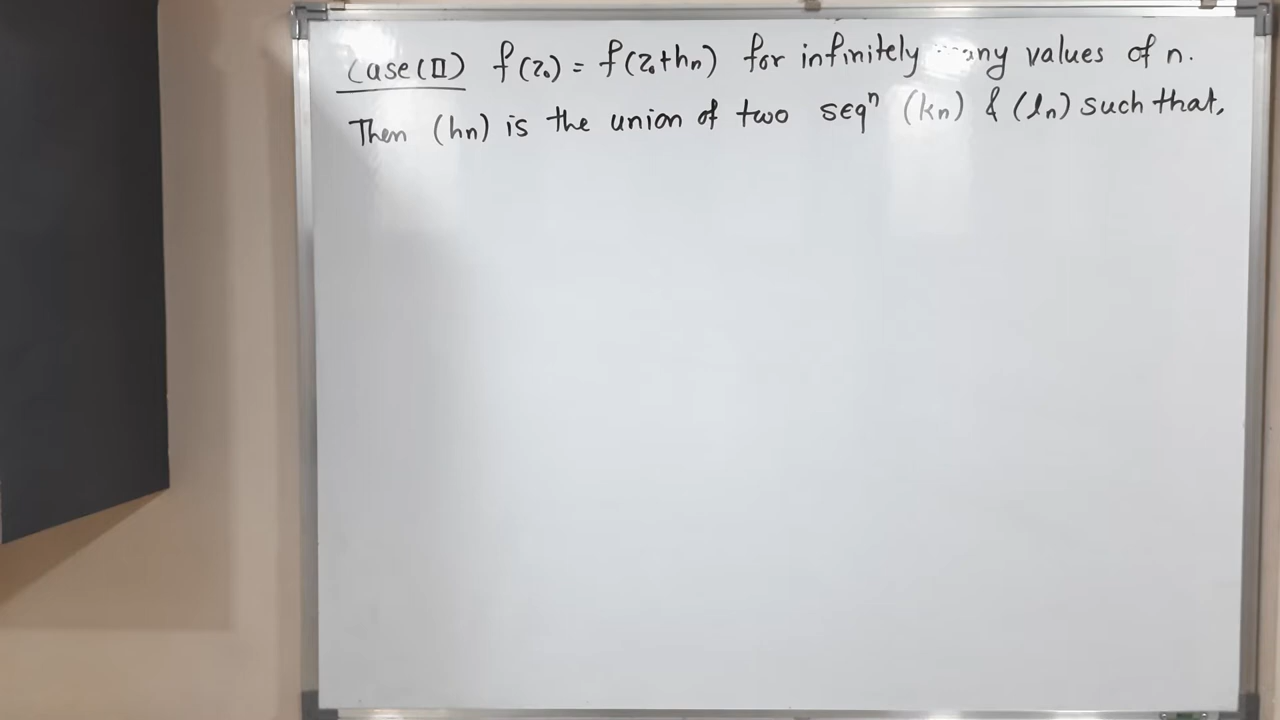 Case (II) f(z₀) = f(z₀+hₙ) for infinitely values of n.
Then (hₙ) is the union of two seqⁿ (kₙ) & (lₙ) such that,